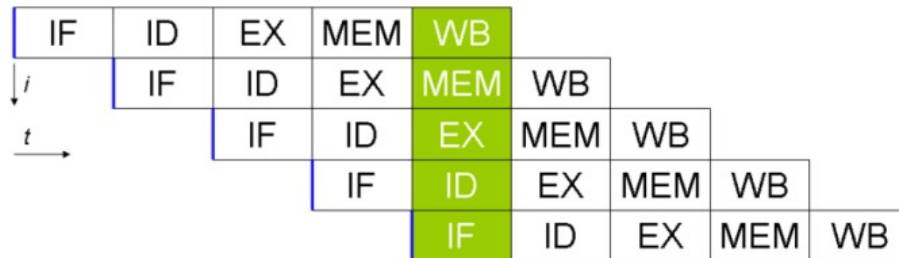 IF ID EX MEM WB
i IF ID EX MEM WB
t IF ID EX MEM WB
IF ID EX MEM WB
IF ID EX MEM WB